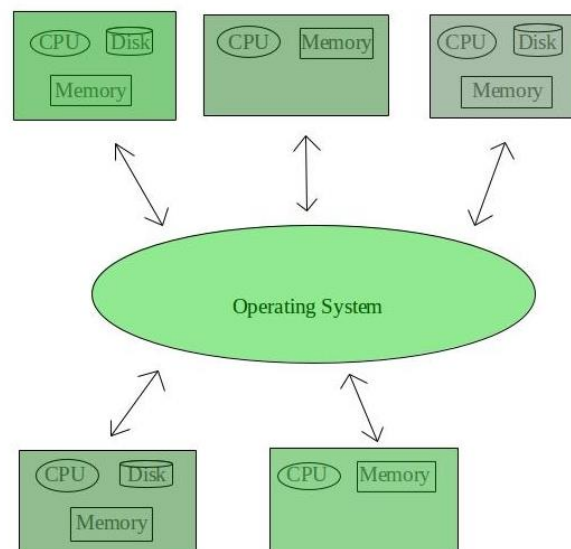 CPU Disk
Memory
CPU Memory
CPU Disk
Memory
Operating System
CPU Disk
Memory
CPU Memory